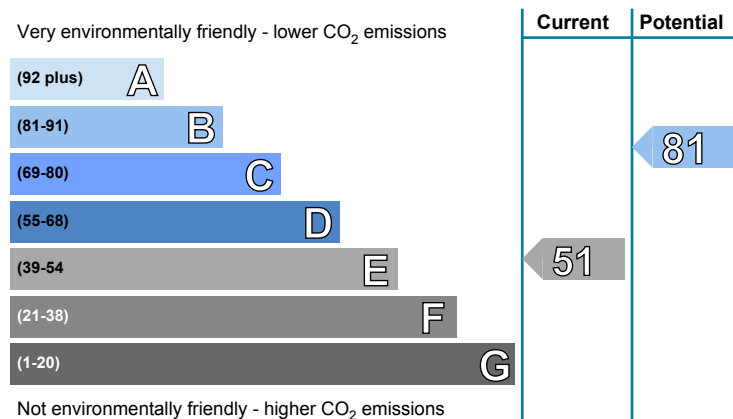 Current Potential
Very environmentally friendly - lower CO₂ emissions
(92 plus) A
(81-91) B
81
(69-80) C
(55-68) D
(39-54 E
51
(21-38) F
(1-20) G
Not environmentally friendly - higher CO₂ emissions